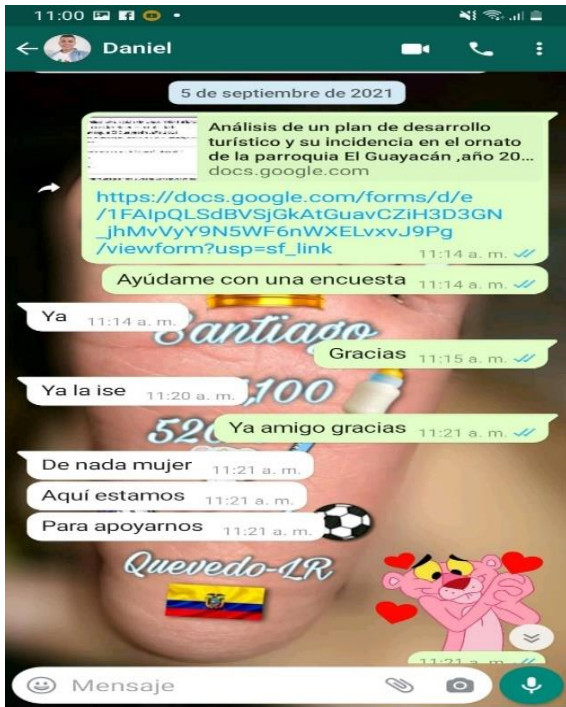 11:00
Daniel
5 de septiembre de 2021
Análisis de un plan de desarrollo
turístico y su incidencia en el ornato
de la parroquia El Guayacán ,año 20...
docs.google.com
https://docs.google.com/forms/d/e
/1FAIpQLSdBVSjGkAtGuavCZiH3D3GN
_jhMvVyY9N5WF6nWXELvxvJ9Pg
/viewform?usp=sf_link
11:14 a. m.
Ayúdame con una encuesta 11:14 a. m.
Ya 11:14 a. m.
Santiago
Gracias 11:15 a. m.
Ya la ise 11:20 a. m.
,100
520
Ya amigo gracias 11:21 a. m.
De nada mujer 11:21 a. m.
Aquí estamos 11:21 a. m.
Para apoyarnos 11:21 a. m.
Quevedo-LR
11:21 a. m.
Mensaje